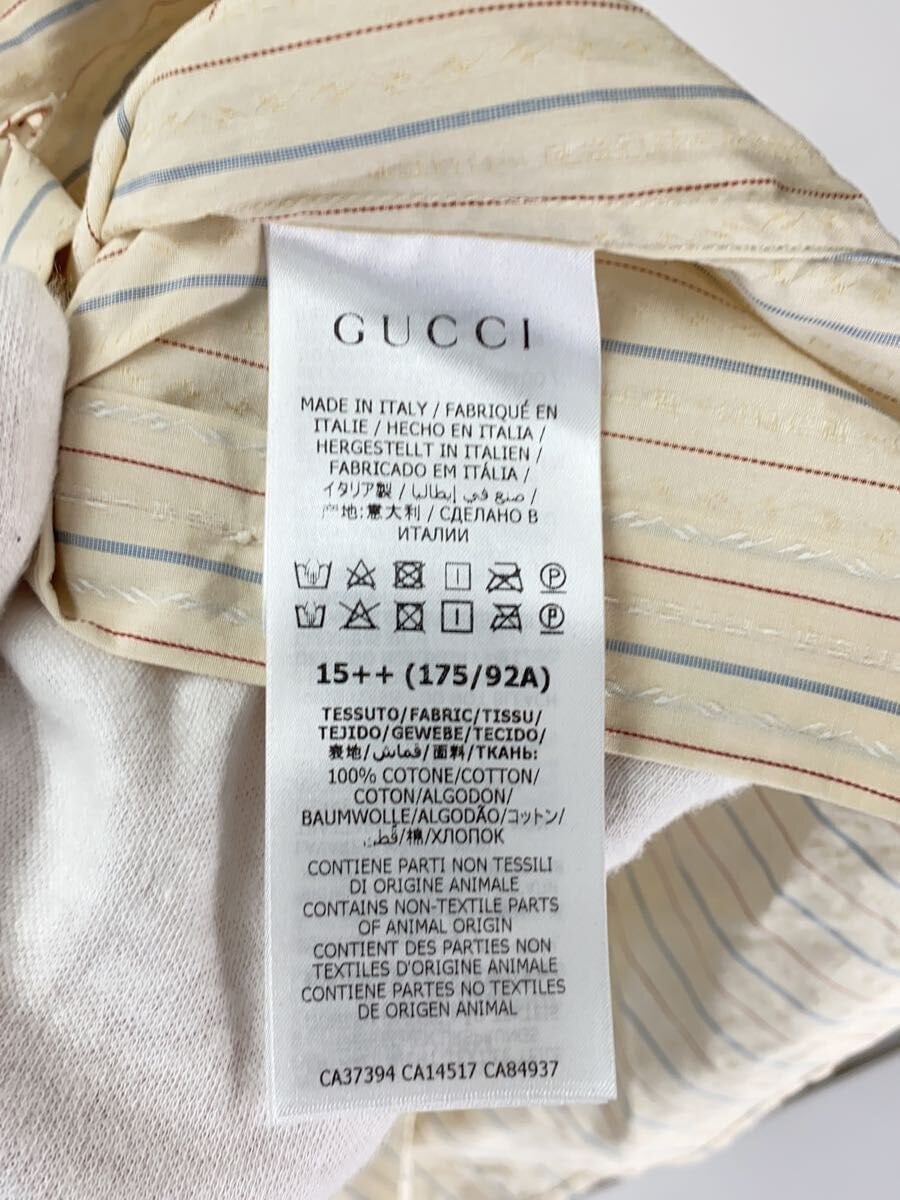 GUCCI
MADE IN ITALY / FABRIQUÉ EN
ITALIE / HECHO EN ITALIA /
HERGESTELLT IN ITALIEN /
FABRICADO EM ITÁLIA /
イタリア製 / صنع في إيطاليا /
产地:意大利 / СДЕЛАНО В
ИТАЛИИ
P
P
15++ (175/92A)
TESSUTO/FABRIC/TISSU/
TEJIDO/GEWEBE/TECIDO/
表地/قماش/面料/ТКАНЬ:
100% COTONE/COTTON/
COTON/ALGODON/
BAUMWOLLE/ALGODÃO/コットン/
قطن/棉/ХЛОПОК
CONTIENE PARTI NON TESSILI
DI ORIGINE ANIMALE
CONTAINS NON-TEXTILE PARTS
OF ANIMAL ORIGIN
CONTIENT DES PARTIES NON
TEXTILES D'ORIGINE ANIMALE
CONTIENE PARTES NO TEXTILES
DE ORIGEN ANIMAL
CA37394 CA14517 CA84937